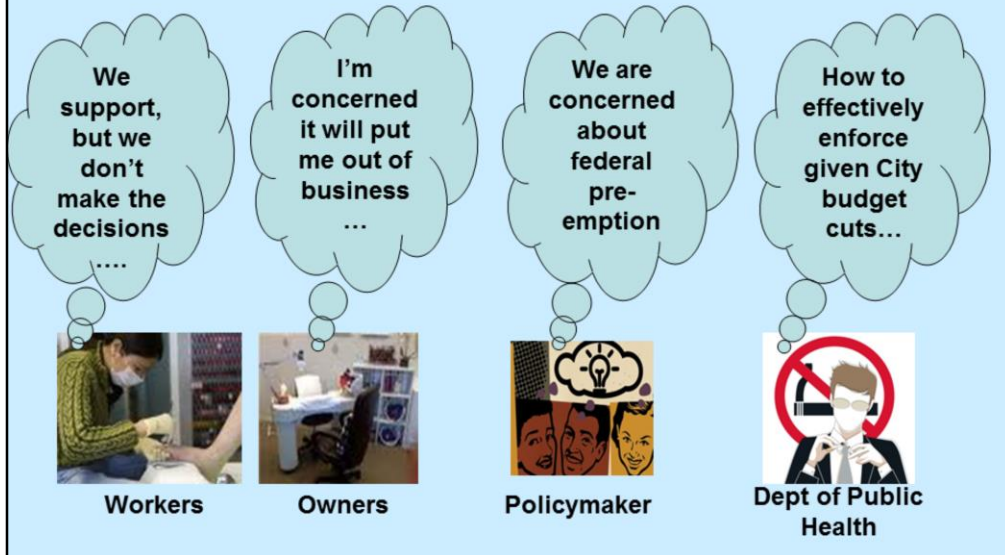 We
support,
but we
don't
make the
decisions
....
I'm
concerned
it will put
me out of
business
...
We are
concerned
about
federal
pre-
emption
How to
effectively
enforce
given City
budget
cuts...
Workers
Owners
Policymaker
Dept of Public
Health